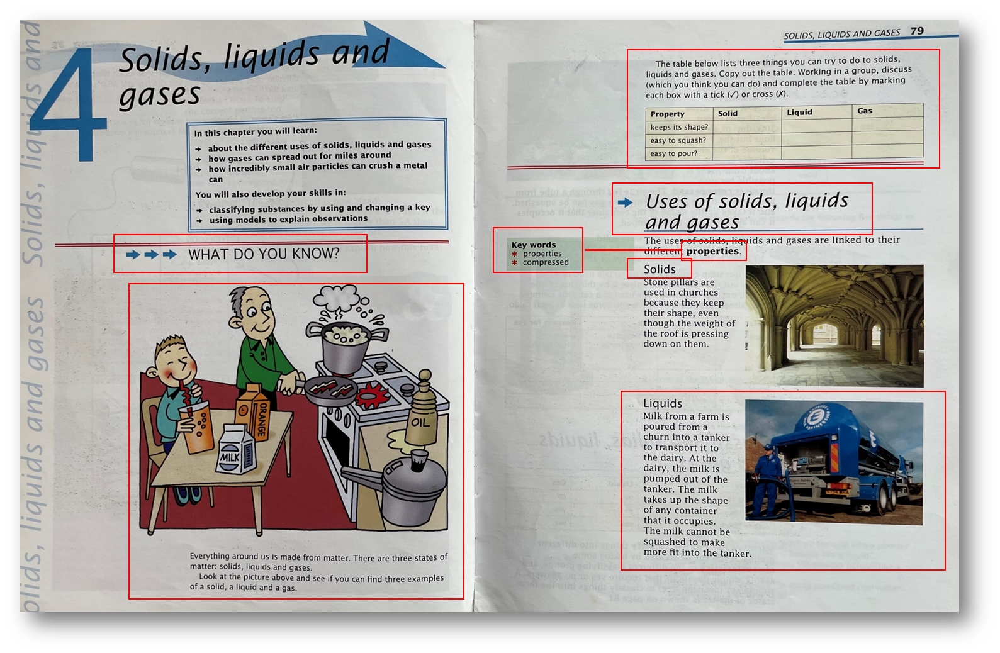 4
Solids, liquids and
gases
In this chapter you will learn:
➔ about the different uses of solids, liquids and gases
➔ how gases can spread out for miles around
➔ how incredibly small air particles can crush a metal
can
You will also develop your skills in:
➔ classifying substances by using and changing a key
➔ using models to explain observations
WHAT DO YOU KNOW?
ORANGE
MILK
OIL
Everything around us is made from matter. There are three states of
matter: solids, liquids and gases.
Look at the picture above and see if you can find three examples
of a solid, a liquid and a gas.
Solids, liquids and gases Solids, liquids and
SOLIDS, LIQUIDS AND GASES 79
The table below lists three things you can try to do to solids,
liquids and gases. Copy out the table. Working in a group, discuss
(which you think you can do) and complete the table by marking
each box with a tick (✓) or cross (✗).
Property Solid Liquid Gas
keeps its shape?
easy to squash?
easy to pour?
Uses of solids, liquids
and gases
Key words
* properties
* compressed
The uses of solids, liquids and gases are linked to their
different properties.
Solids
Stone pillars are
used in churches
because they keep
their shape, even
though the weight of
the roof is pressing
down on them.
Liquids
Milk from a farm is
poured from a
churn into a tanker
to transport it to
the dairy. At the
dairy, the milk is
pumped out of the
tanker. The milk
takes up the shape
of any container
that it occupies.
The milk cannot be
squashed to make
more fit into the tanker.